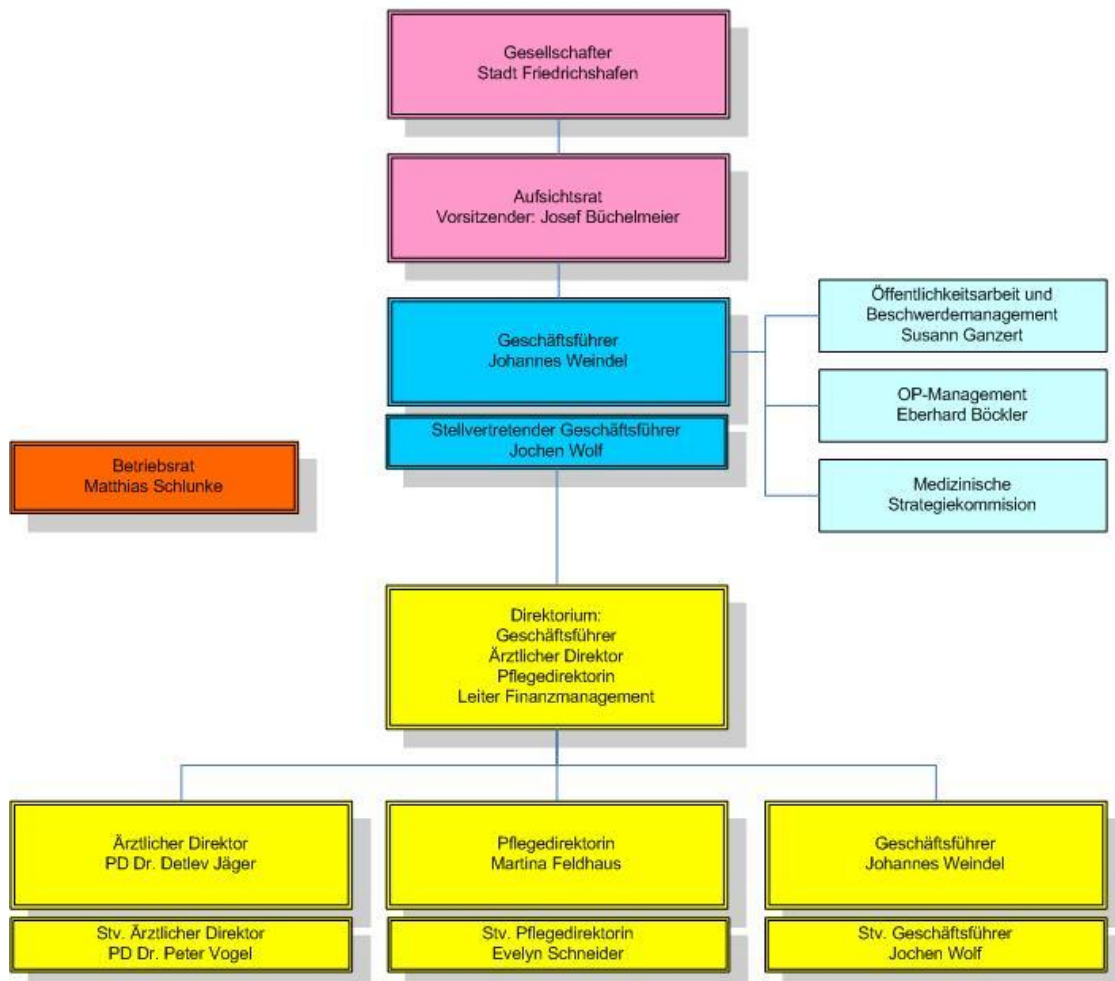 Gesellschafter
Stadt Friedrichshafen
Aufsichtsrat
Vorsitzender: Josef Büchelmeier
Geschäftsführer
Johannes Weindel
Stellvertretender Geschäftsführer
Jochen Wolf
Öffentlichkeitsarbeit und
Beschwerdemanagement
Susann Ganzert
OP-Management
Eberhard Böckler
Medizinische
Strategiekommision
Betriebsrat
Matthias Schlunke
Direktorium:
Geschäftsführer
Ärztlicher Direktor
Pflegedirektorin
Leiter Finanzmanagement
Ärztlicher Direktor
PD Dr. Detlev Jäger
Stv. Ärztlicher Direktor
PD Dr. Peter Vogel
Pflegedirektorin
Martina Feldhaus
Stv. Pflegedirektorin
Evelyn Schneider
Geschäftsführer
Johannes Weindel
Stv. Geschäftsführer
Jochen Wolf